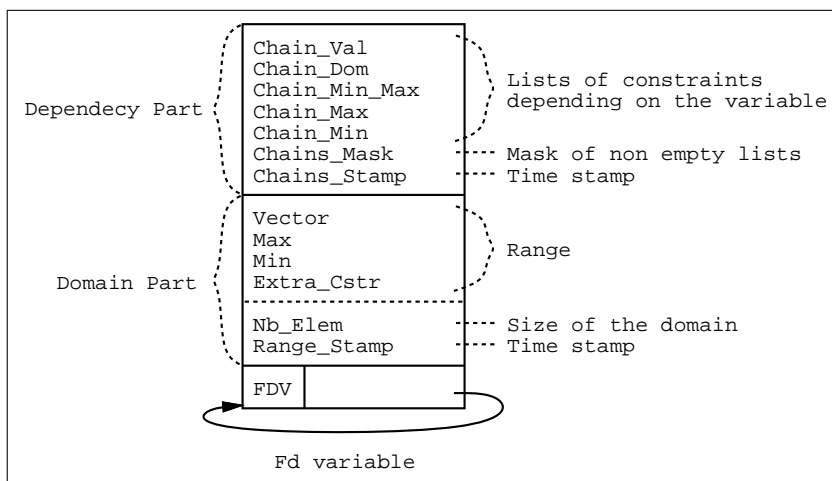 Chain_Val
Chain_Dom
Chain_Min_Max
Chain_Max
Chain_Min
Chains_Mask
Chains_Stamp
Dependecy Part
Lists of constraints
depending on the variable
Mask of non empty lists
Time stamp
Vector
Max
Min
Extra_Cstr
Domain Part
Range
Nb_Elem
Range_Stamp
Size of the domain
Time stamp
FDV
Fd variable